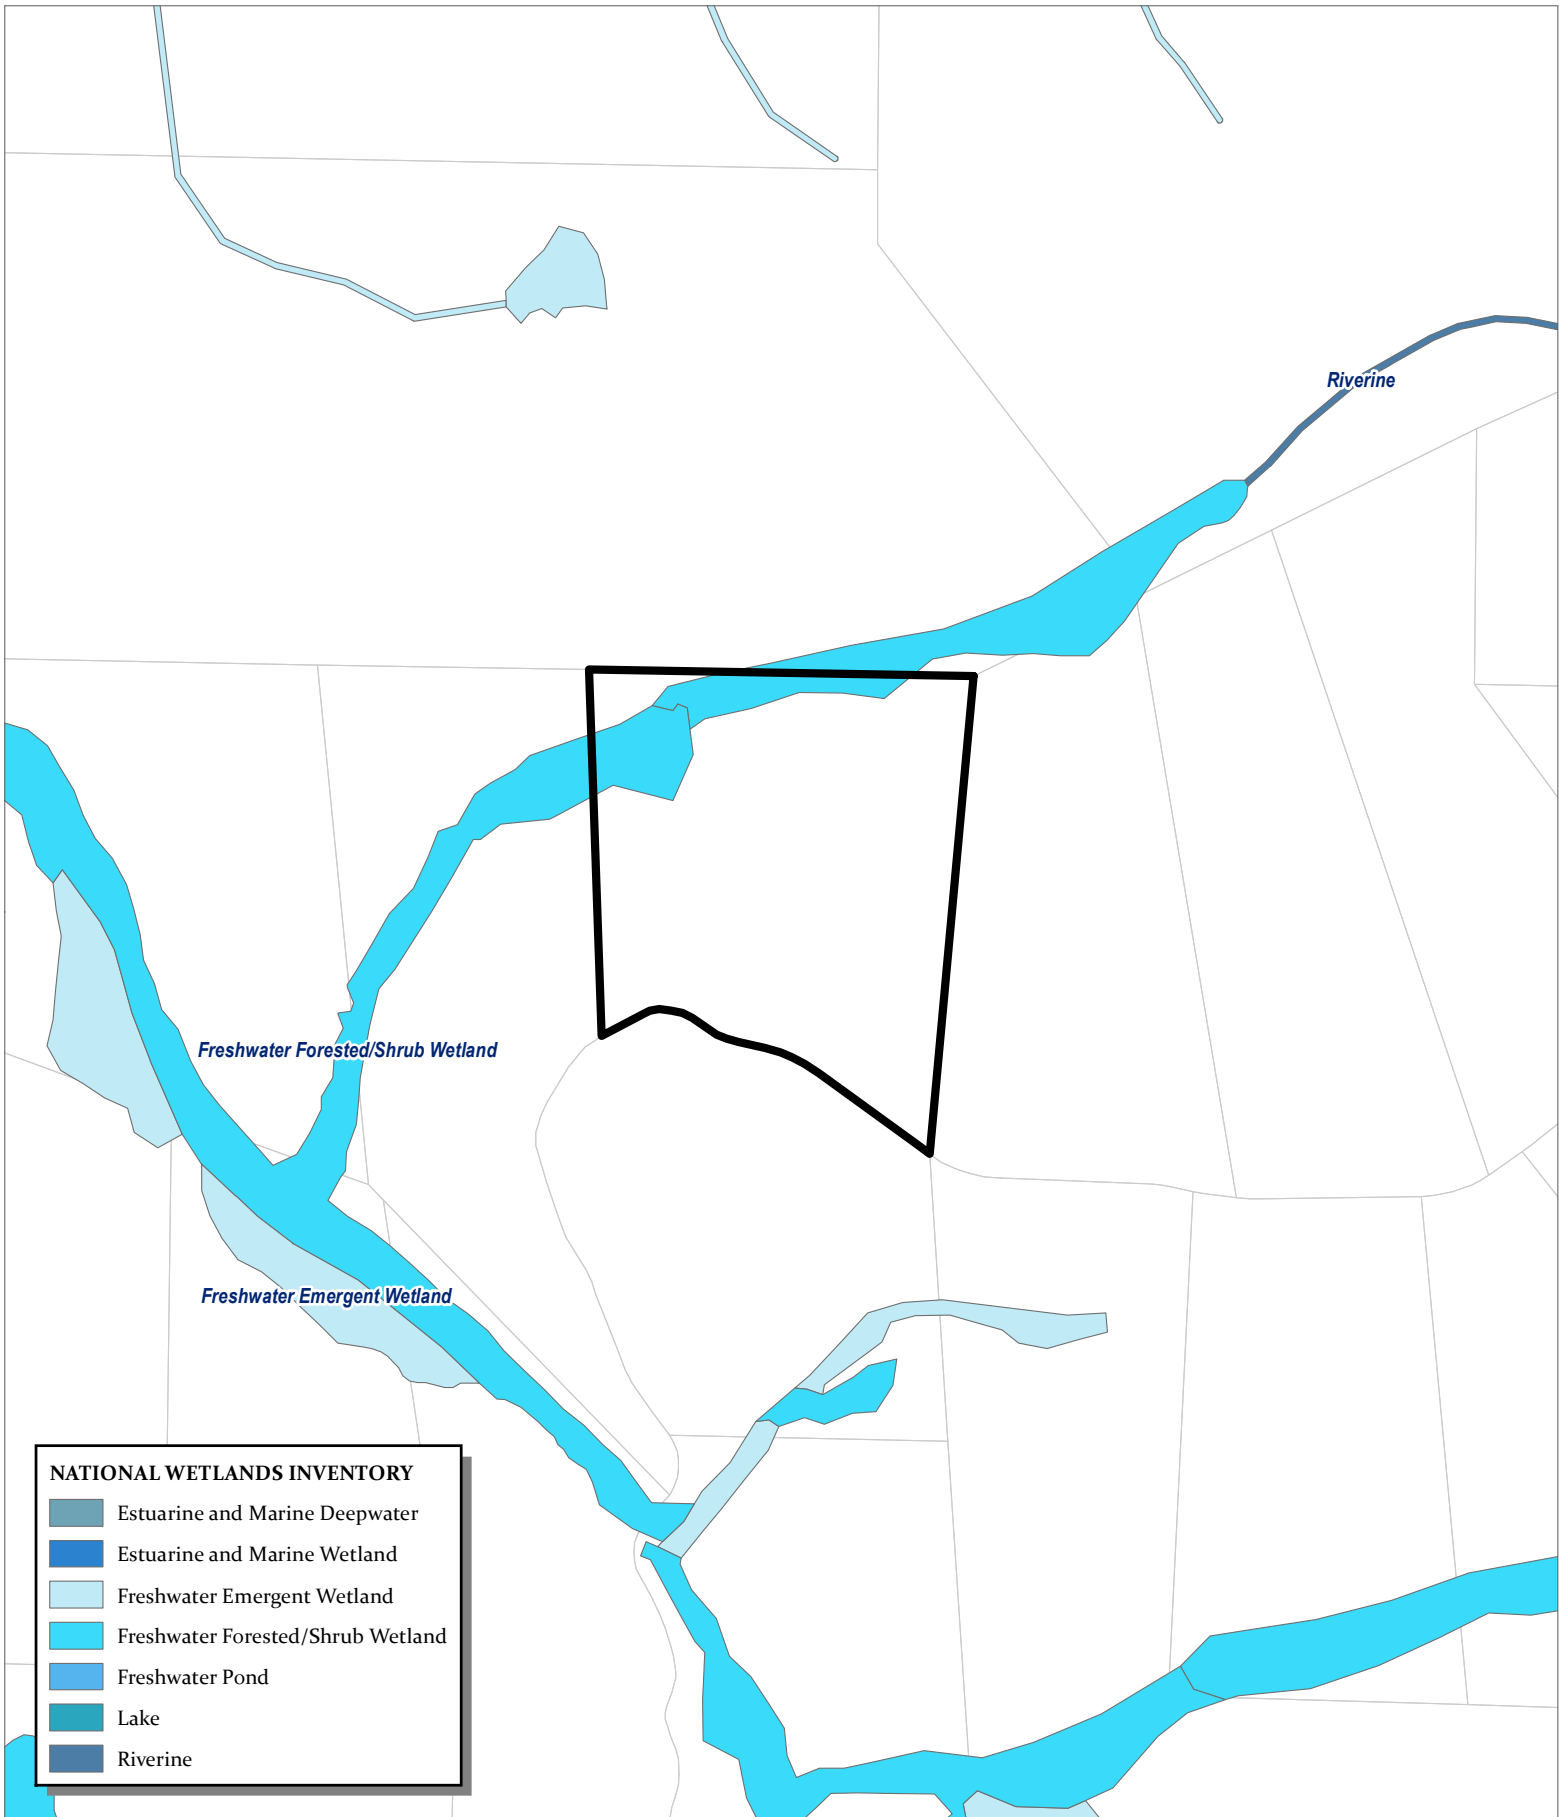 Riverine
Freshwater Forested/Shrub Wetland
Freshwater Emergent Wetland
NATIONAL WETLANDS INVENTORY
Estuarine and Marine Deepwater
Estuarine and Marine Wetland
Freshwater Emergent Wetland
Freshwater Forested/Shrub Wetland
Freshwater Pond
Lake
Riverine